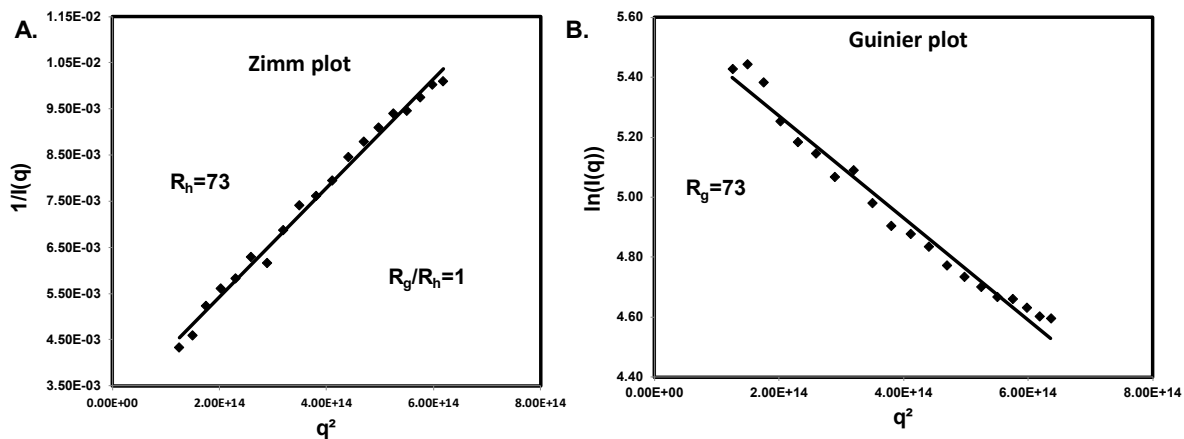 A.
Zimm plot
1.15E-02
1.05E-02
9.50E-03
8.50E-03
7.50E-03
6.50E-03
5.50E-03
4.50E-03
3.50E-03
1/I(q)
Rₕ=73
R_g/Rₕ=1
0.00E+00 2.00E+14 4.00E+14 6.00E+14 8.00E+14
q²
B.
Guinier plot
5.60
5.40
5.20
5.00
4.80
4.60
4.40
ln(I(q))
R_g=73
0.00E+00 2.00E+14 4.00E+14 6.00E+14 8.00E+14
q²